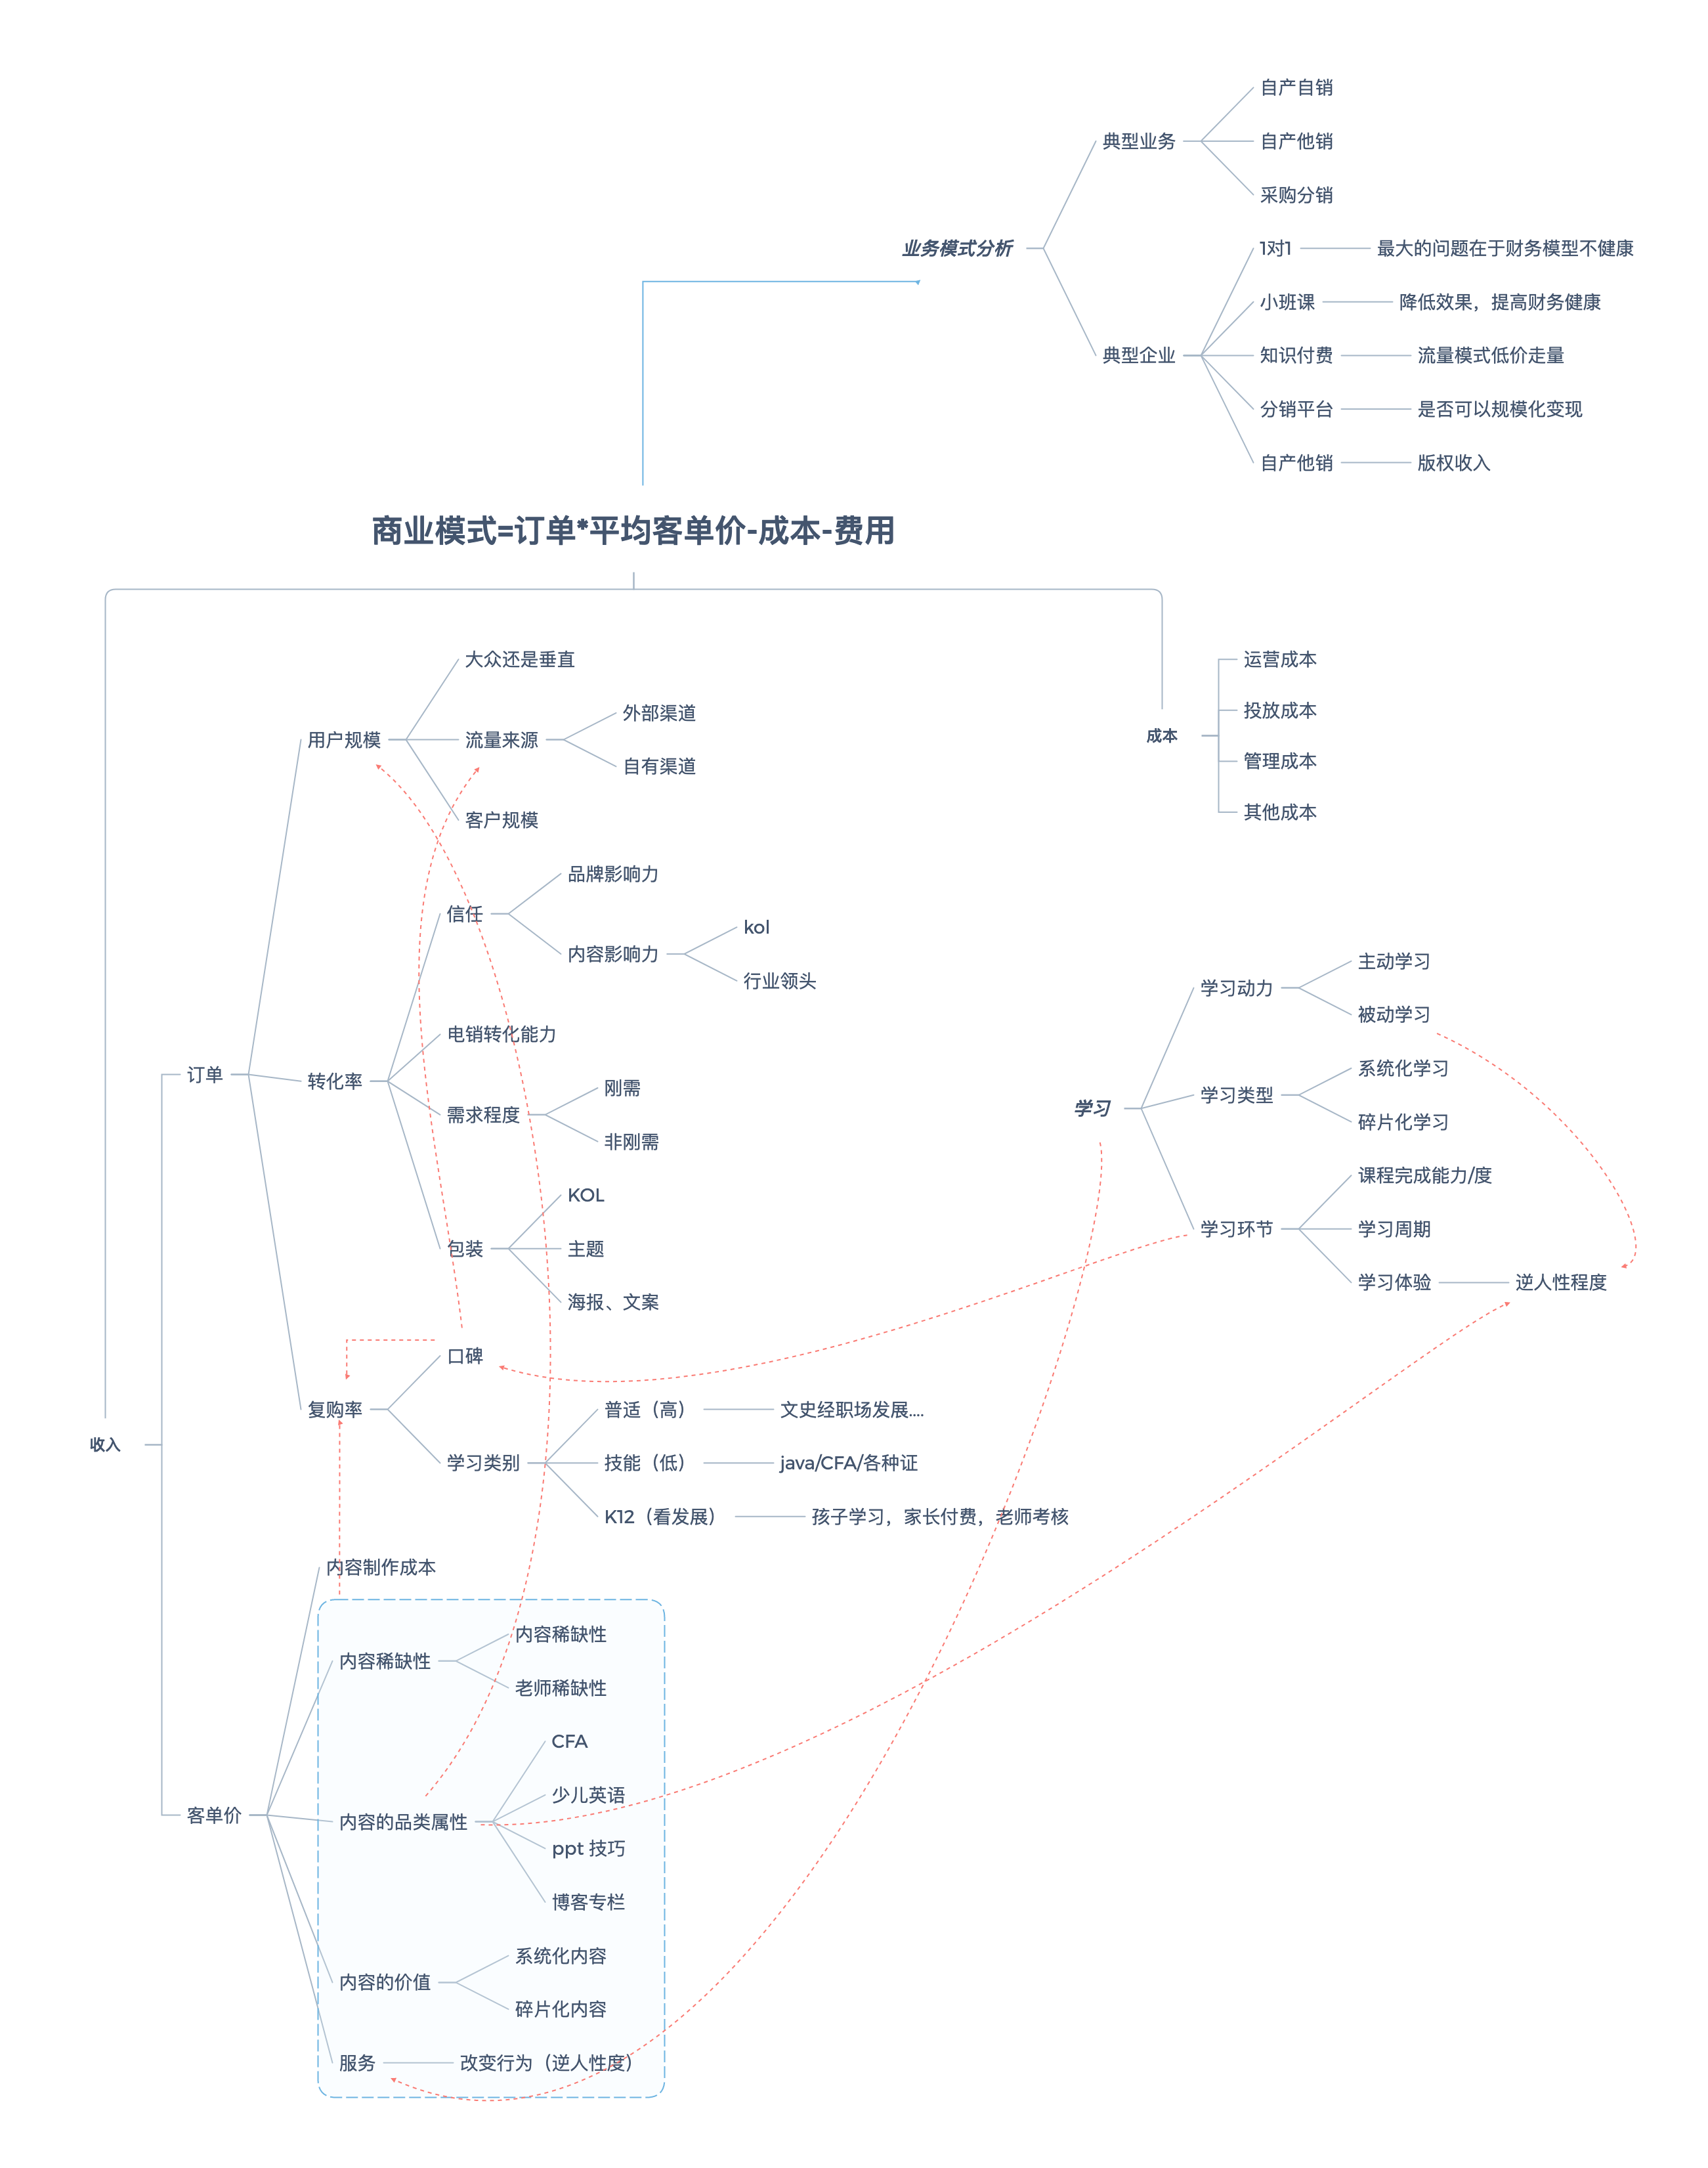 自产自销
典型业务
自产他销
采购分销
业务模式分析
1对1
最大的问题在于财务模型不健康
小班课
降低效果，提高财务健康
典型企业
知识付费
流量模式低价走量
分销平台
是否可以规模化变现
自产他销
版权收入
商业模式=订单*平均客单价-成本-费用
收入
订单
用户规模
大众还是垂直
流量来源
外部渠道
自有渠道
客户规模
转化率
信任
品牌影响力
内容影响力
kol
行业领头
电销转化能力
需求程度
刚需
非刚需
包装
KOL
主题
海报、文案
复购率
口碑
学习类别
普适（高）
文史经职场发展....
技能（低）
java/CFA/各种证
K12（看发展）
孩子学习，家长付费，老师考核
客单价
内容制作成本
内容稀缺性
内容稀缺性
老师稀缺性
内容的品类属性
CFA
少儿英语
ppt 技巧
博客专栏
内容的价值
系统化内容
碎片化内容
服务
改变行为（逆人性度）
成本
运营成本
投放成本
管理成本
其他成本
学习
学习动力
主动学习
被动学习
学习类型
系统化学习
碎片化学习
学习环节
课程完成能力/度
学习周期
学习体验
逆人性程度